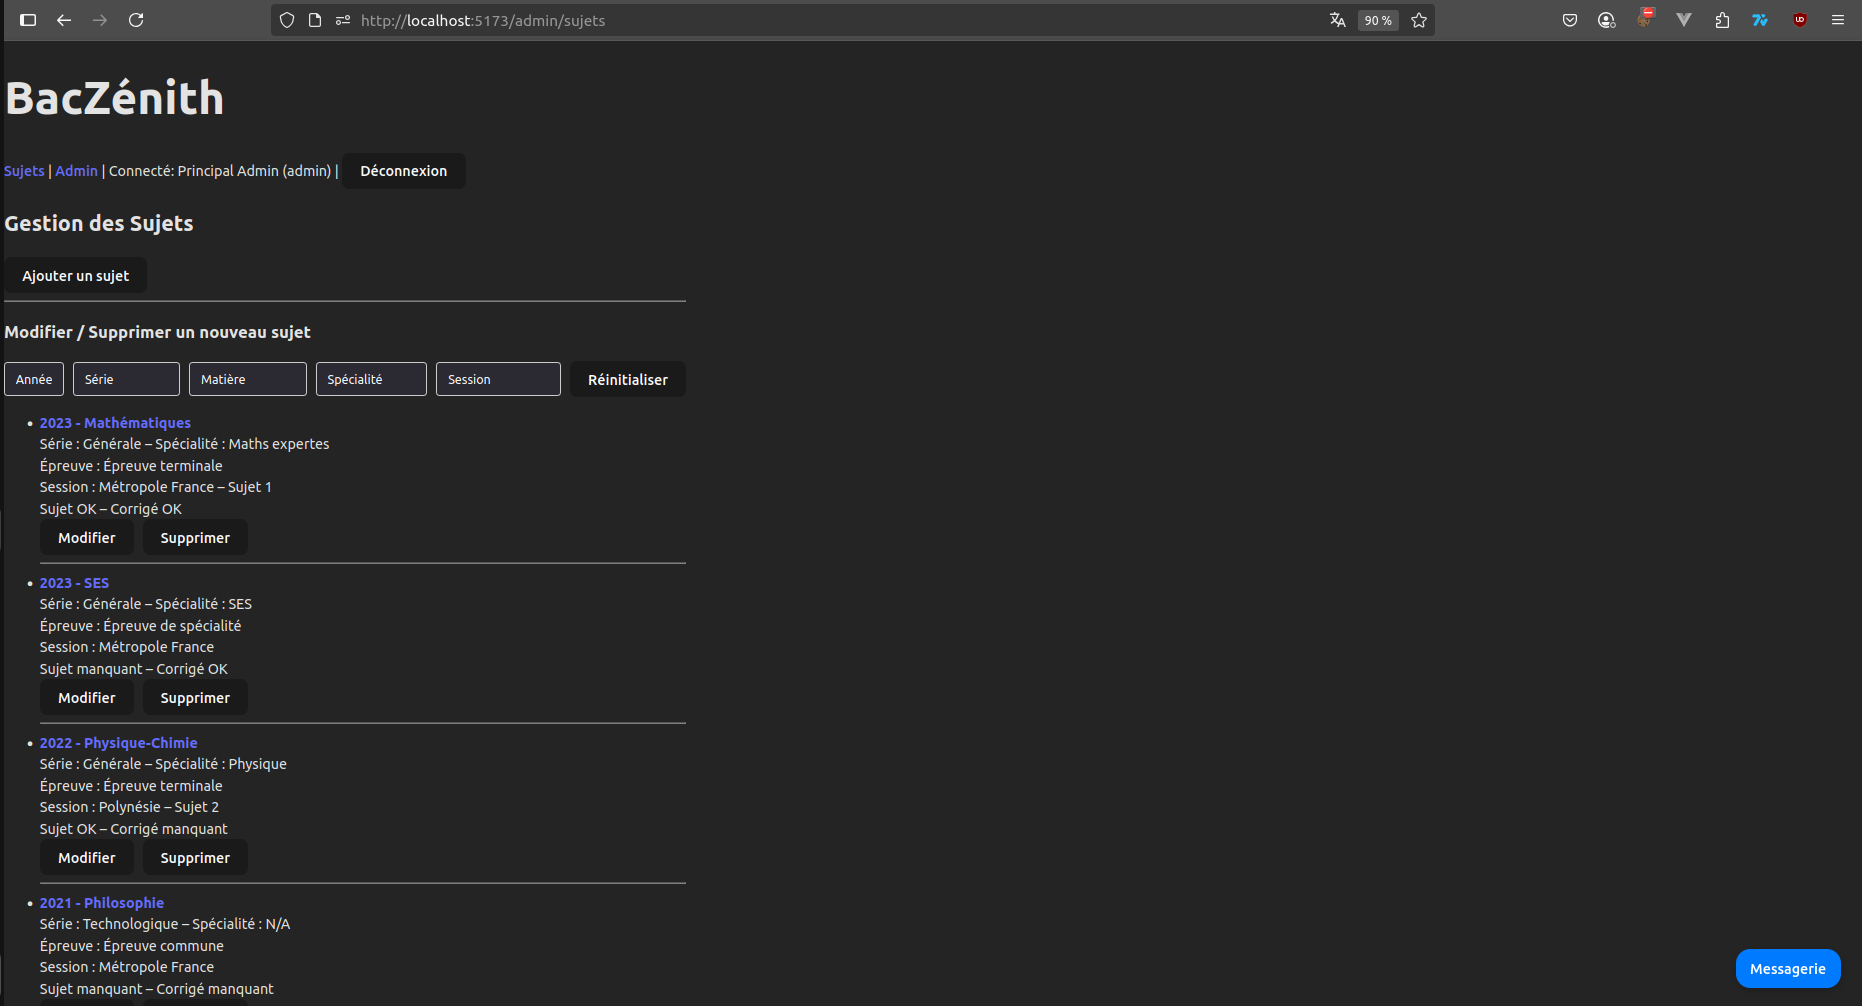 http://localhost:5173/admin/sujets 90 %
BacZénith
Sujets | Admin | Connecté: Principal Admin (admin) | Déconnexion
Gestion des Sujets
Ajouter un sujet
Modifier / Supprimer un nouveau sujet
Année Série Matière Spécialité Session Réinitialiser
• 2023 - Mathématiques
Série : Générale – Spécialité : Maths expertes
Épreuve : Épreuve terminale
Session : Métropole France – Sujet 1
Sujet OK – Corrigé OK
Modifier Supprimer
• 2023 - SES
Série : Générale – Spécialité : SES
Épreuve : Épreuve de spécialité
Session : Métropole France
Sujet manquant – Corrigé OK
Modifier Supprimer
• 2022 - Physique-Chimie
Série : Générale – Spécialité : Physique
Épreuve : Épreuve terminale
Session : Polynésie – Sujet 2
Sujet OK – Corrigé manquant
Modifier Supprimer
• 2021 - Philosophie
Série : Technologique – Spécialité : N/A
Épreuve : Épreuve commune
Session : Métropole France
Sujet manquant – Corrigé manquant
Messagerie